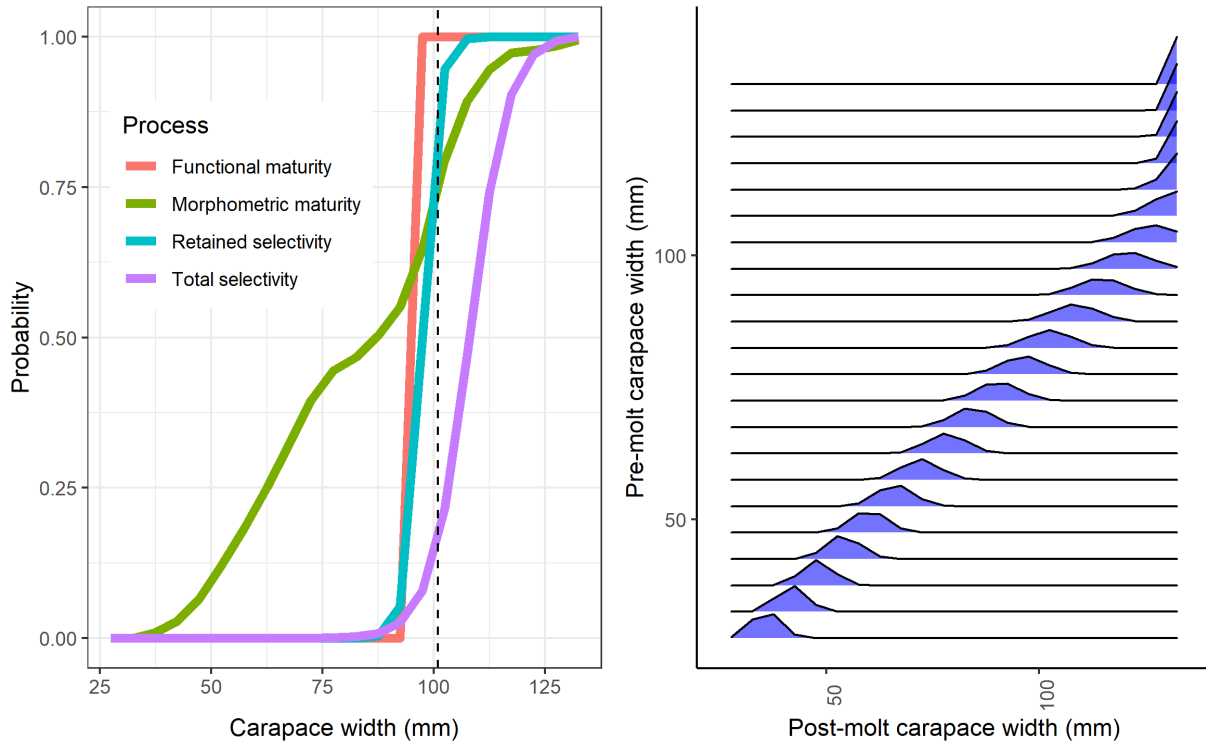 1.00
0.75
0.50
0.25
0.00
Probability
Process
Functional maturity
Morphometric maturity
Retained selectivity
Total selectivity
25
50
75
100
125
Carapace width (mm)
Pre-molt carapace width (mm)
100
50
50
100
Post-molt carapace width (mm)